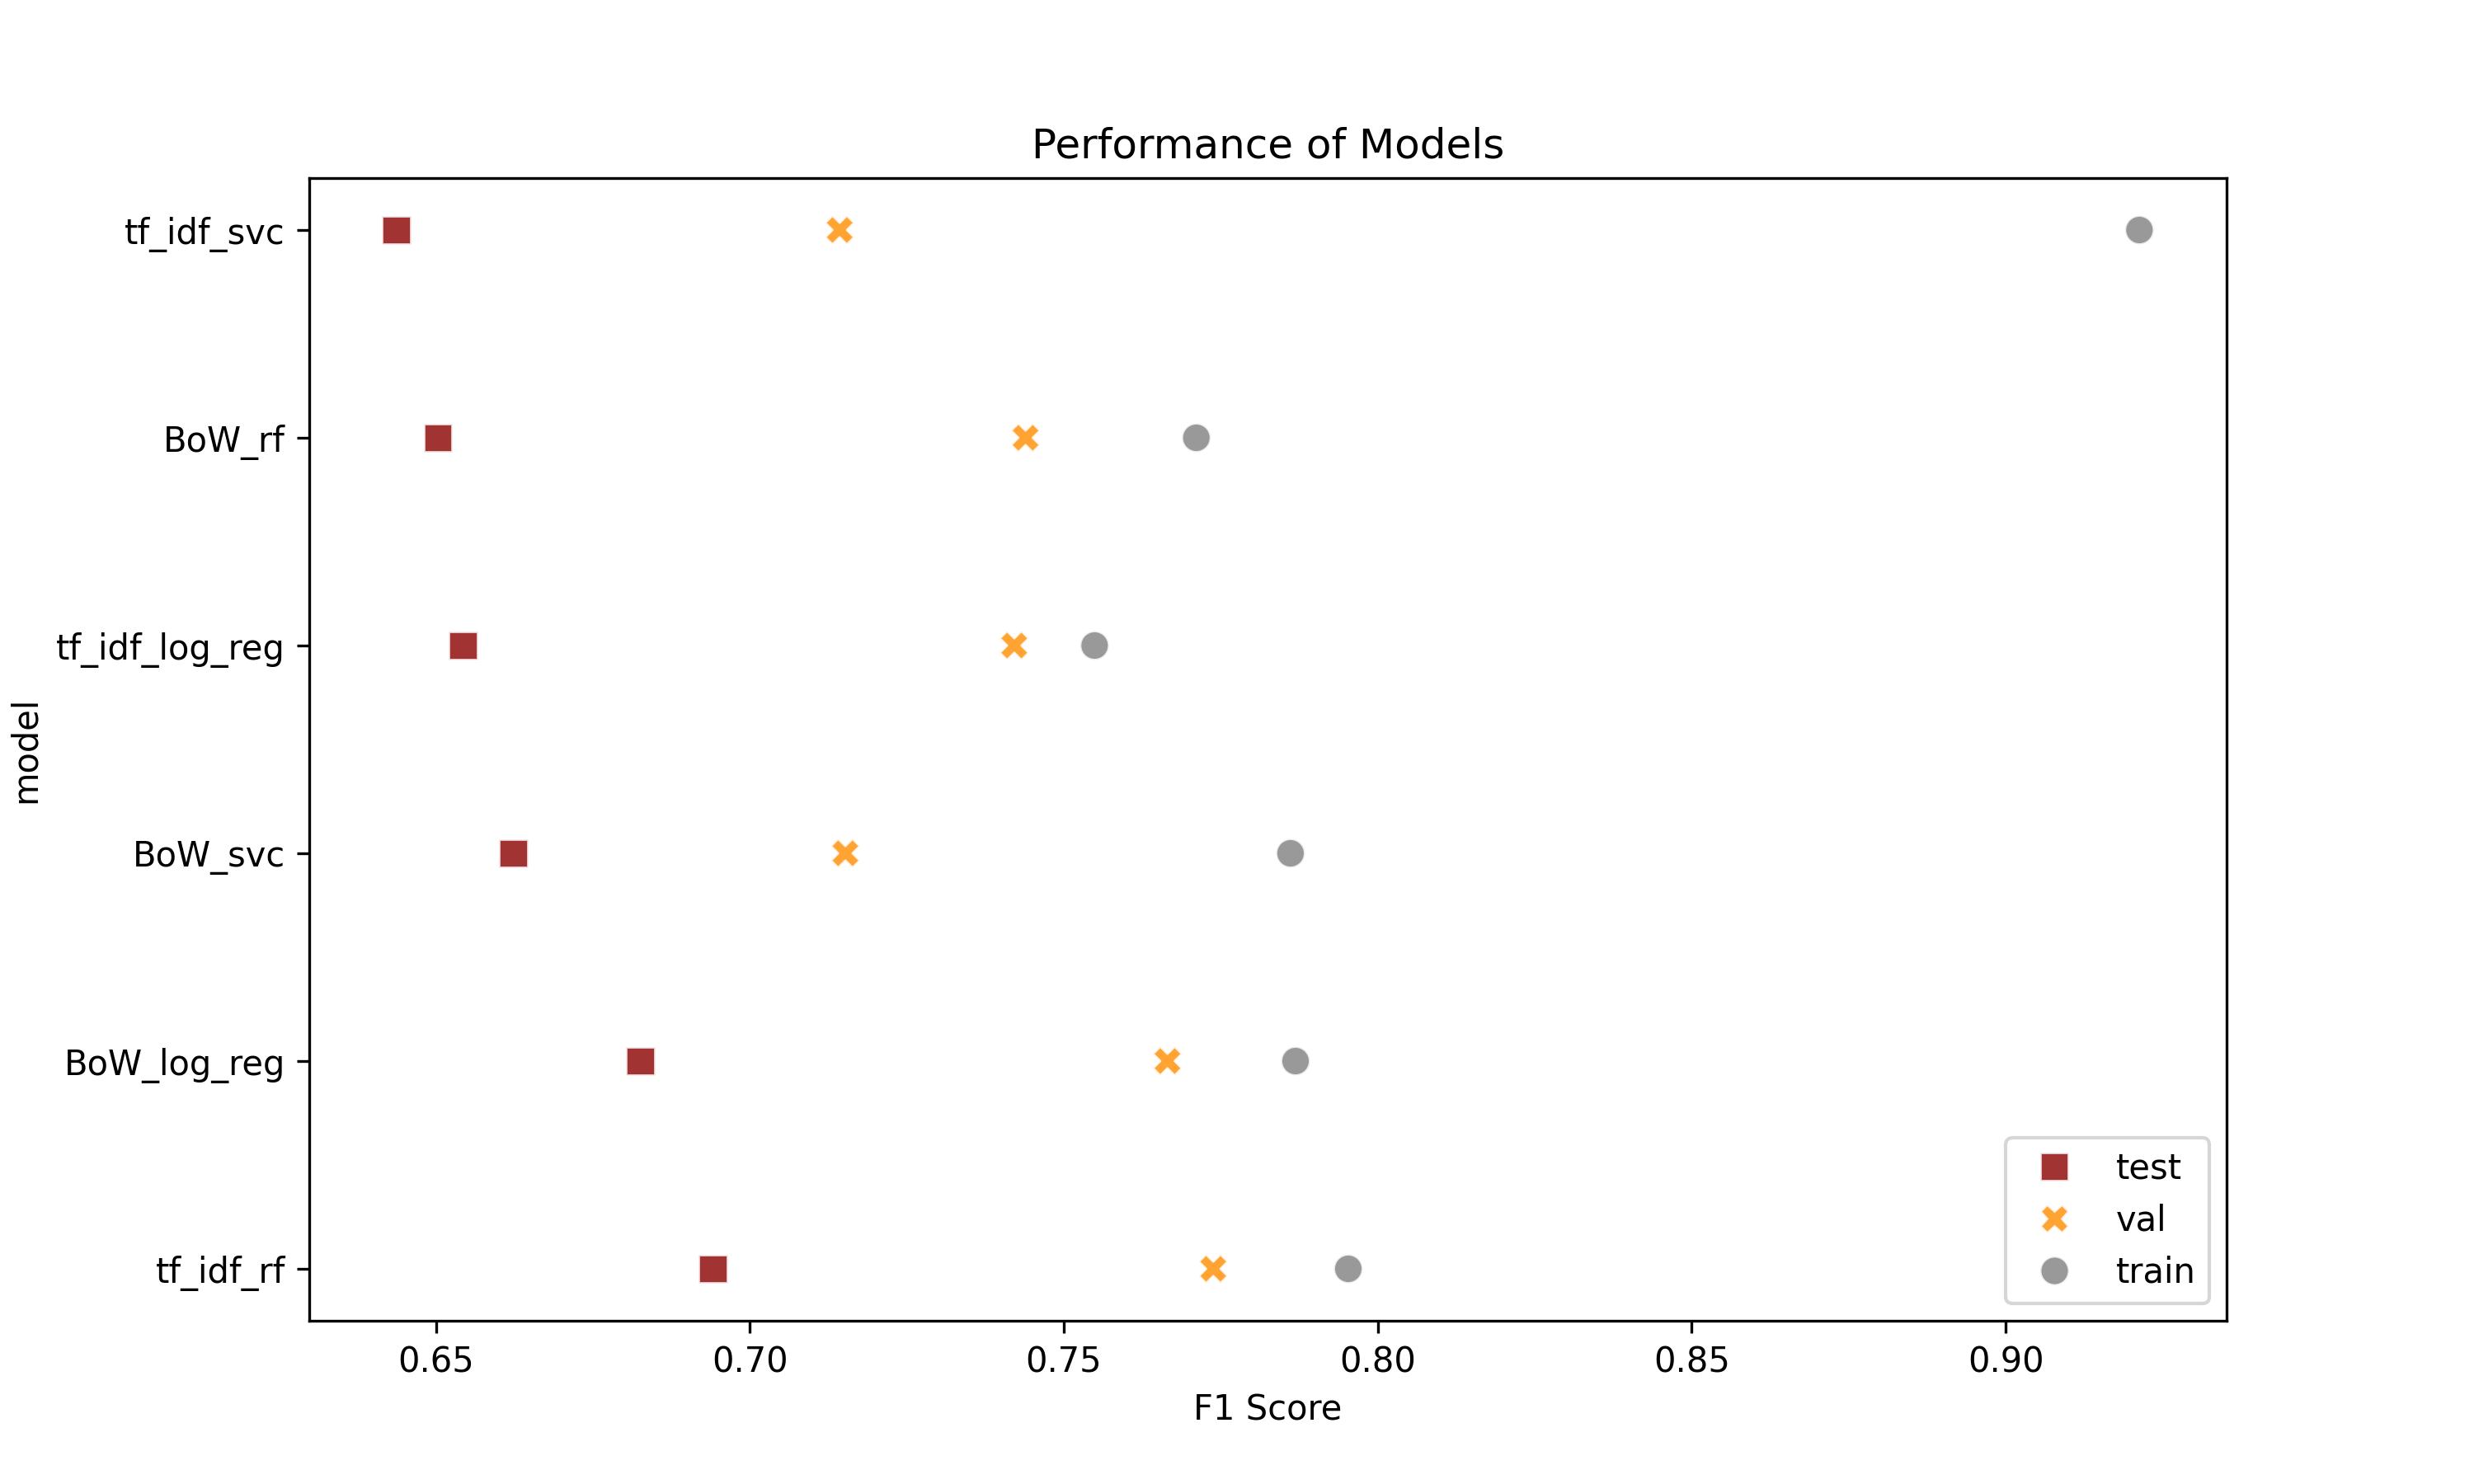 Performance of Models
tf_idf_svc
BoW_rf
tf_idf_log_reg
BoW_svc
BoW_log_reg
tf_idf_rf
model
test
val
train
0.65 0.70 0.75 0.80 0.85 0.90
F1 Score